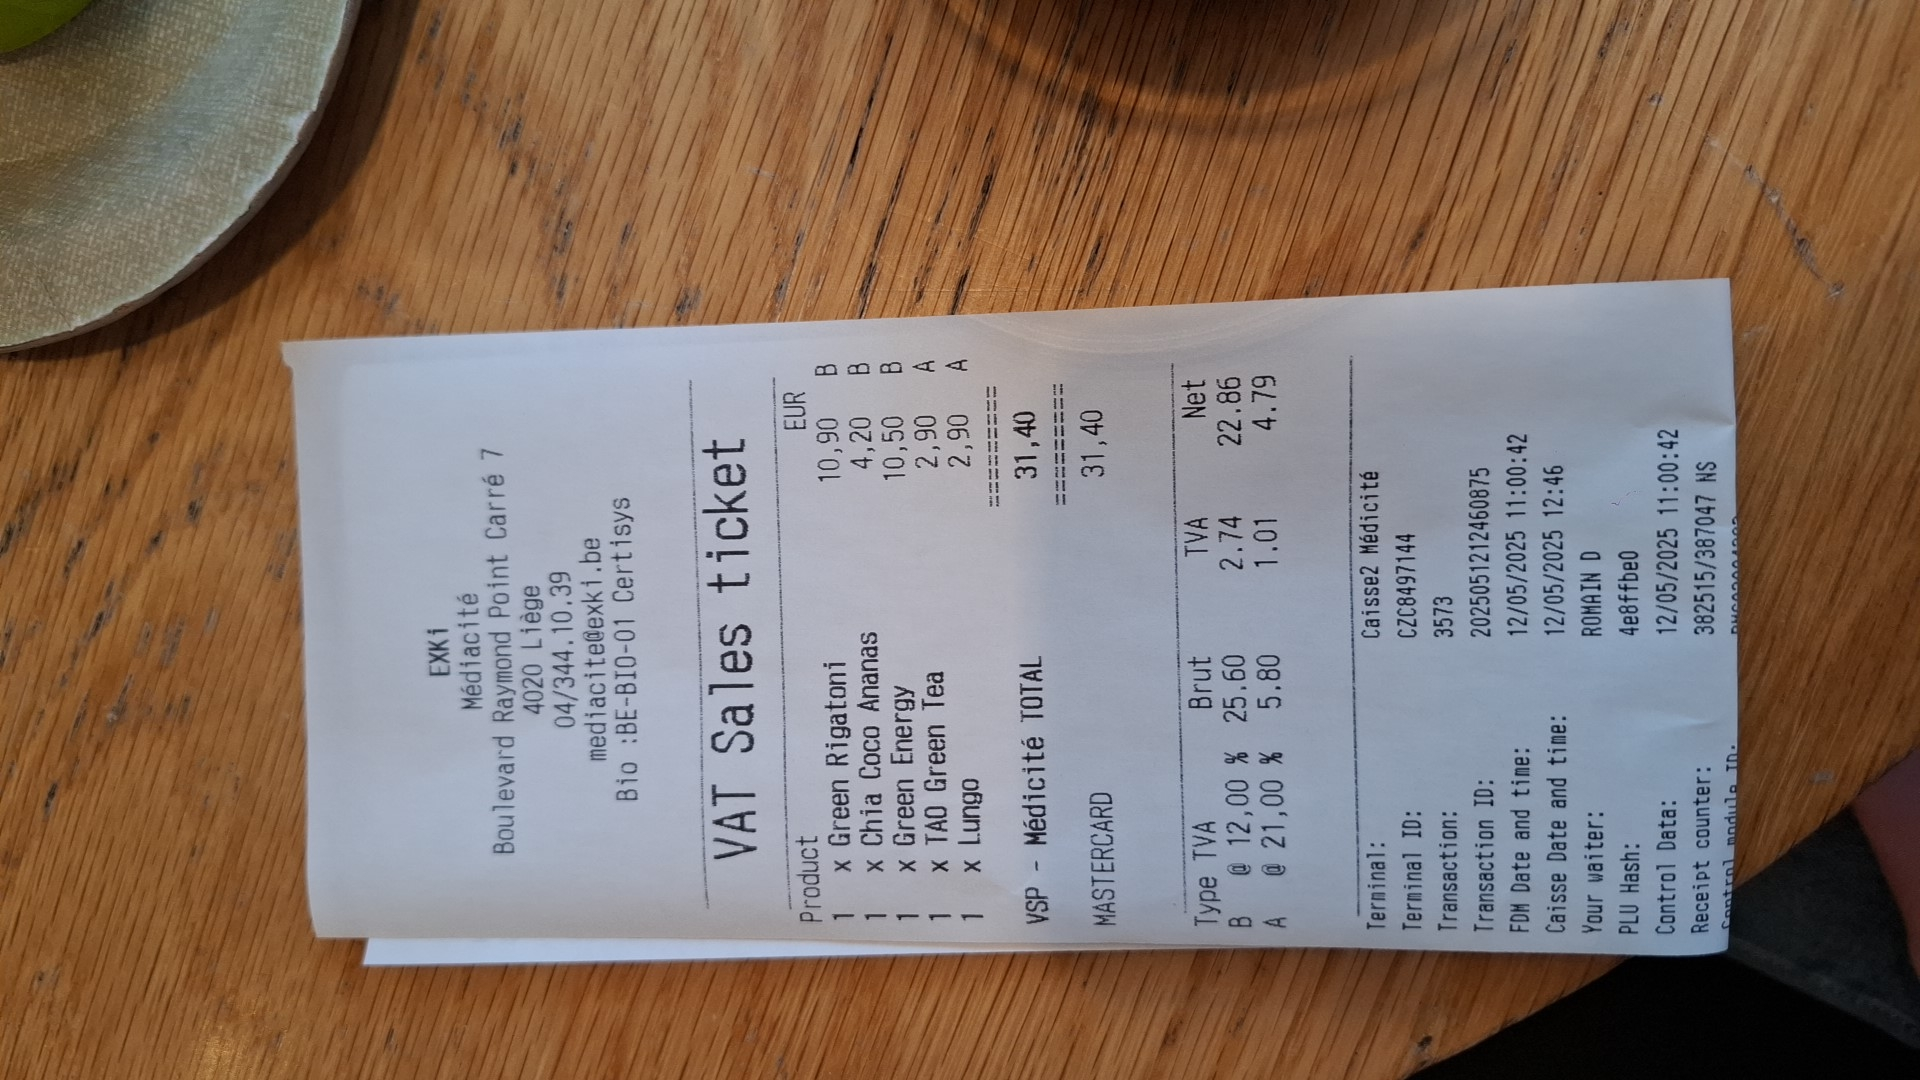 EXKi
Médiacité
Boulevard Raymond Point Carré 7
4020 Liège
04/344.10.39
mediacite@exki.be
Bio :BE-BIO-01 Certisys
VAT Sales ticket
Product EUR
1 x Green Rigatoni 10,90 B
1 x Chia Coco Ananas 4,20 B
1 x Green Energy 10,50 B
1 x TAO Green Tea 2,90 A
1 x Lungo 2,90 A
==========
VSP - Médicité TOTAL 31,40
==========
MASTERCARD 31,40
Type TVA Brut TVA Net
B @ 12,00 % 25.60 2.74 22.86
A @ 21,00 % 5.80 1.01 4.79
Terminal: Caisse2 Médicité
Terminal ID: CZC8497144
Transaction: 3573
Transaction ID: 2025051212460875
FDM Date and time: 12/05/2025 11:00:42
Caisse Date and time: 12/05/2025 12:46
Your waiter: ROMAIN D
PLU Hash: 4e8ffbe0
Control Data: 12/05/2025 11:00:42
Receipt counter: 382515/387047 NS
Control module ID: